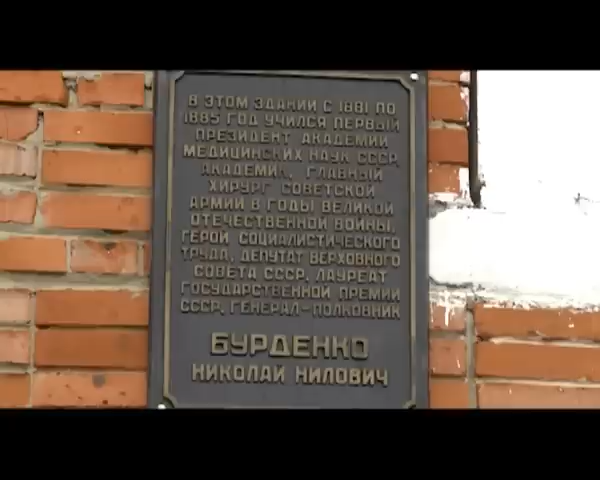 В ЭТОМ ЗДАНИИ С 1881 ПО
1885 ГОД УЧИЛСЯ ПЕРВЫЙ
ПРЕЗИДЕНТ АКАДЕМИИ
МЕДИЦИНСКИХ НАУК СССР,
АКАДЕМИК, ГЛАВНЫЙ
ХИРУРГ СОВЕТСКОЙ
АРМИИ В ГОДЫ ВЕЛИКОЙ
ОТЕЧЕСТВЕННОЙ ВОЙНЫ,
ГЕРОЙ СОЦИАЛИСТИЧЕСКОГО
ТРУДА, ДЕПУТАТ ВЕРХОВНОГО
СОВЕТА СССР, ЛАУРЕАТ
ГОСУДАРСТВЕННОЙ ПРЕМИИ
СССР, ГЕНЕРАЛ-ПОЛКОВНИК
БУРДЕНКО
НИКОЛАЙ НИЛОВИЧ